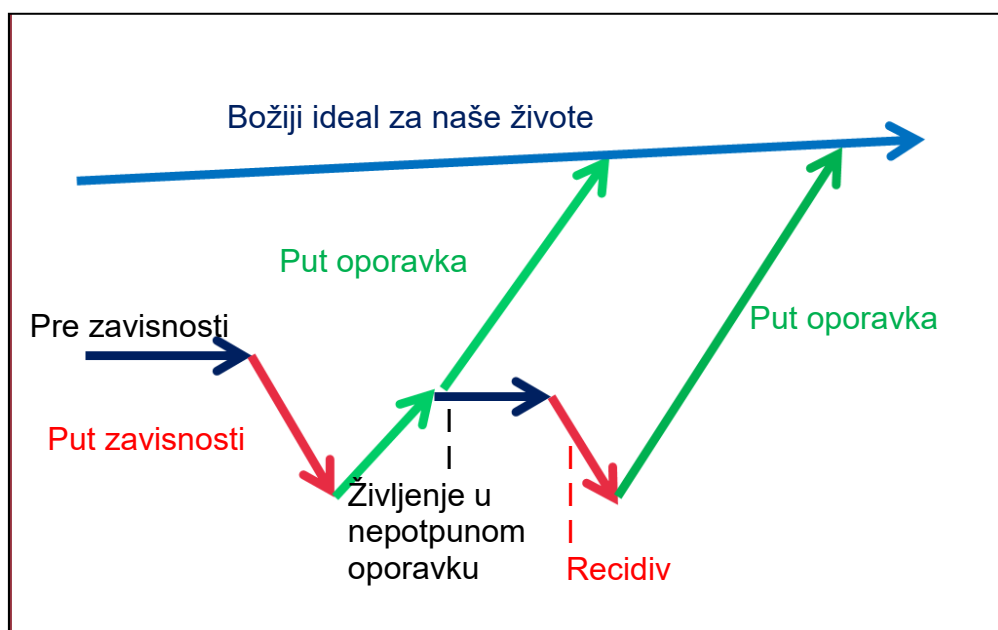 Božiji ideal za naše živote
Put oporavka
Pre zavisnosti
Put oporavka
Put zavisnosti
Življenje u
nepotpunom
oporavku
Recidiv